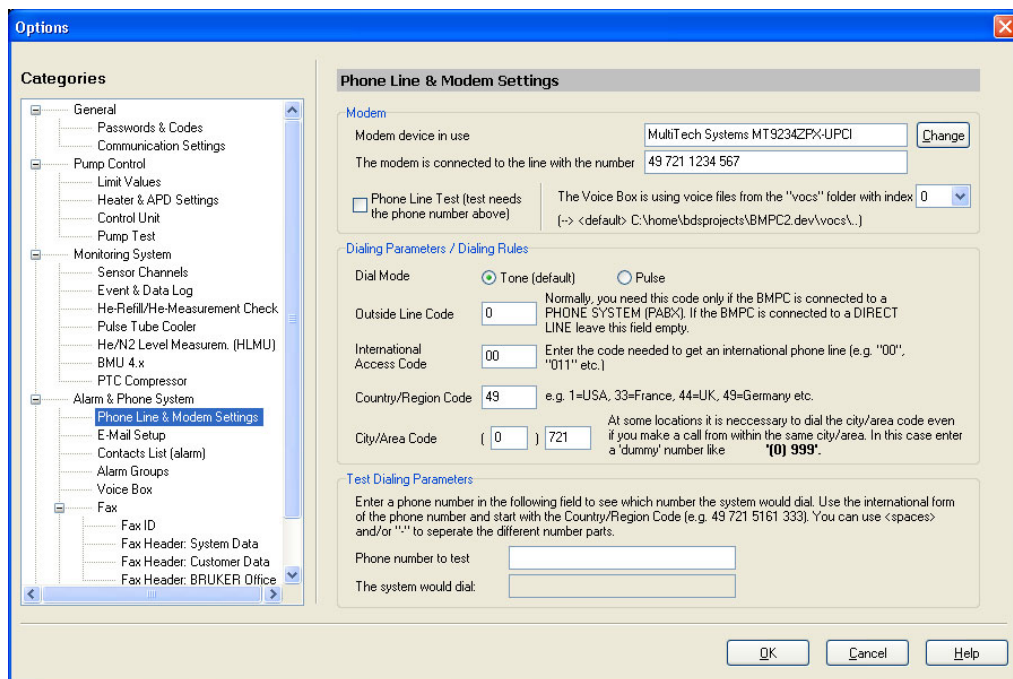 Options
Categories
General
Passwords & Codes
Communication Settings
Pump Control
Limit Values
Heater & APD Settings
Control Unit
Pump Test
Monitoring System
Sensor Channels
Event & Data Log
He-Refill/He-Measurement Check
Pulse Tube Cooler
He/N2 Level Measurem. (HLMU)
BMU 4.x
PTC Compressor
Alarm & Phone System
Phone Line & Modem Settings
E-Mail Setup
Contacts List (alarm)
Alarm Groups
Voice Box
Fax
Fax ID
Fax Header: System Data
Fax Header: Customer Data
Fax Header: BRUKER Office
Phone Line & Modem Settings
Modem
Modem device in use MultiTech Systems MT9234ZPX-UPCI Change
The modem is connected to the line with the number 49 721 1234 567
Phone Line Test (test needs
the phone number above)
The Voice Box is using voice files from the "vocs" folder with index 0
(--> <default> C:\home\bdsprojects\BMPC2.dev\vocs\..)
Dialing Parameters / Dialing Rules
Dial Mode Tone (default) Pulse
Outside Line Code 0
Normally, you need this code only if the BMPC is connected to a
PHONE SYSTEM (PABX). If the BMPC is connected to a DIRECT
LINE leave this field empty.
International
Access Code 00
Enter the code needed to get an international phone line (e.g. "00",
"011" etc.)
Country/Region Code 49 e.g. 1=USA, 33=France, 44=UK, 49=Germany etc.
City/Area Code ( 0 ) 721
At some locations it is neccessary to dial the city/area code even
if you make a call from within the same city/area. In this case enter
a 'dummy' number like '(0) 999'.
Test Dialing Parameters
Enter a phone number in the following field to see which number the system would dial. Use the international form
of the phone number and start with the Country/Region Code (e.g. 49 721 5161 333). You can use <spaces>
and/or "-" to seperate the different number parts.
Phone number to test
The system would dial:
OK Cancel Help